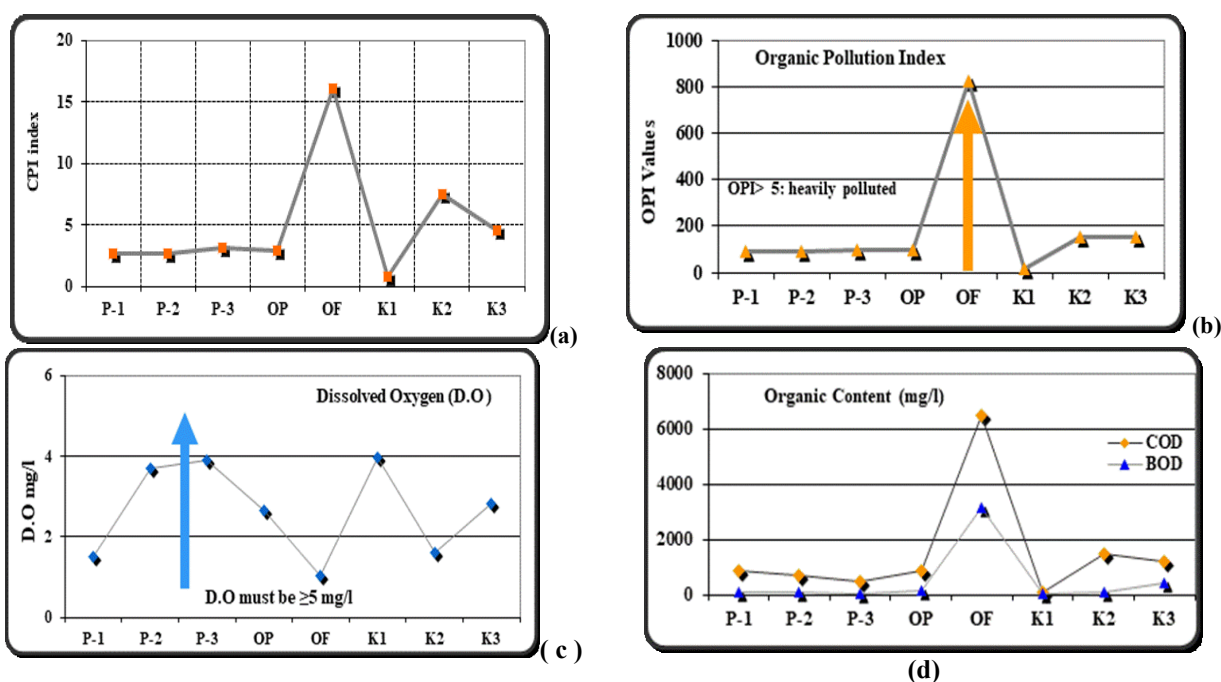 20
15
10
5
0
CPI index
P-1 P-2 P-3 OP OF K1 K2 K3
(a)
1000
800
600
400
200
0
OPI Values
Organic Pollution Index
OPI> 5: heavily polluted
P-1 P-2 P-3 OP OF K1 K2 K3
(b)
6
4
2
0
D.O mg/l
Dissolved Oxygen (D.O)
D.O must be ≥5 mg/l
P-1 P-2 P-3 OP OF K1 K2 K3
( c )
8000
6000
4000
2000
0
Organic Content (mg/l)
COD
BOD
P-1 P-2 P-3 OP OF K1 K2 K3
(d)